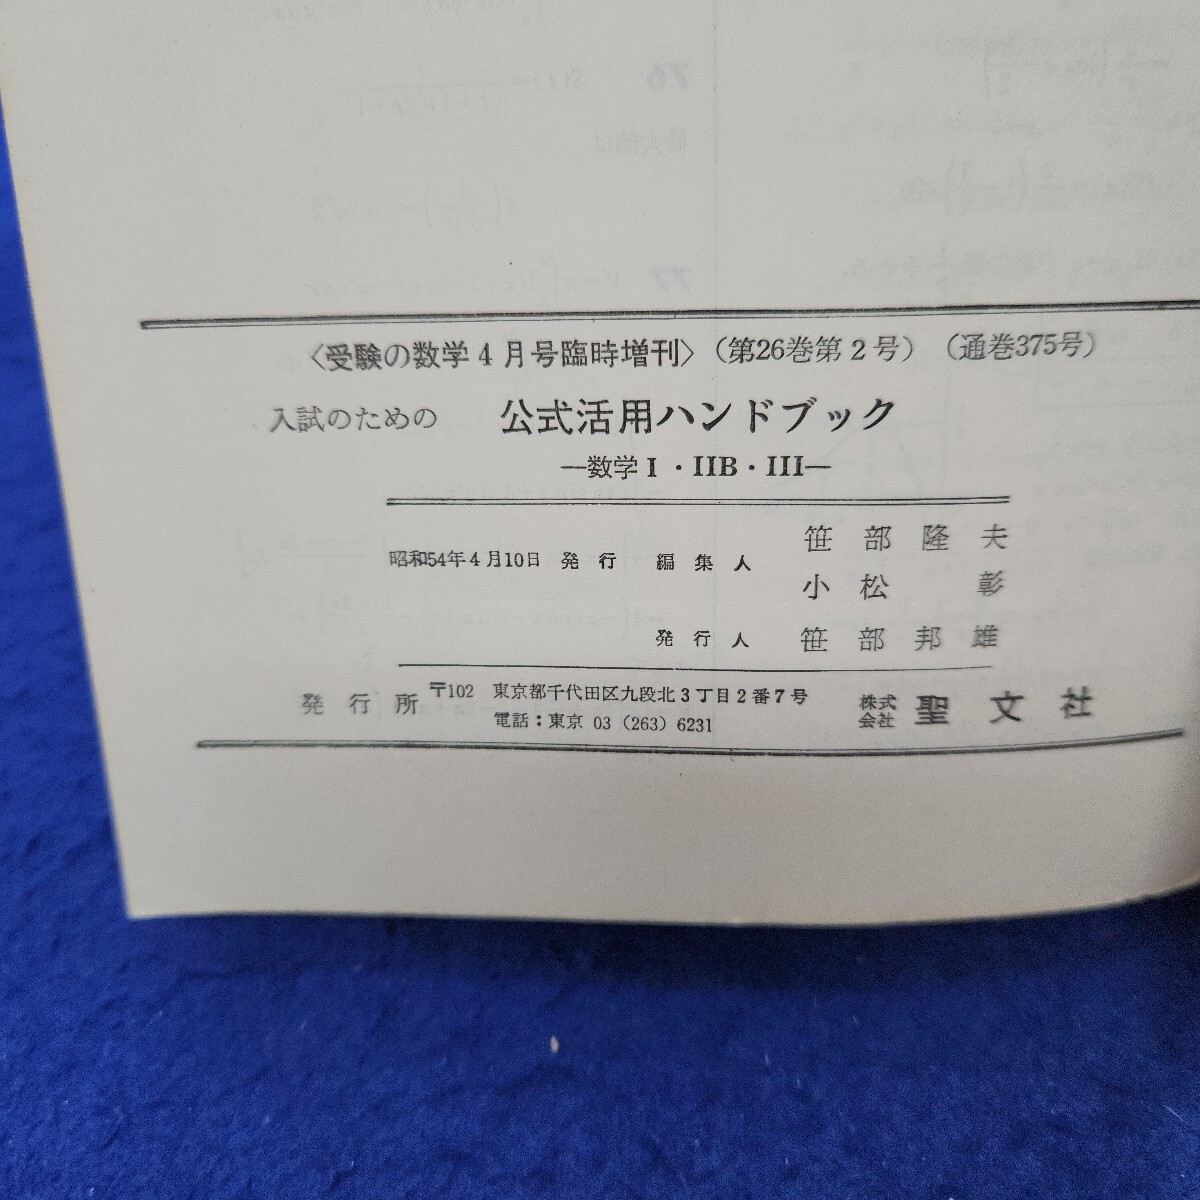 〈受験の数学4月号臨時増刊〉（第26巻第2号）（通巻375号）
入試のための 公式活用ハンドブック
―数学I・IIB・III―
昭和54年4月10日 発行 編集人 笹部隆夫
小松 彰
発行人 笹部邦雄
発行所 〒102 東京都千代田区九段北3丁目2番7号 株式会社 聖文社
電話：東京 03（263）6231